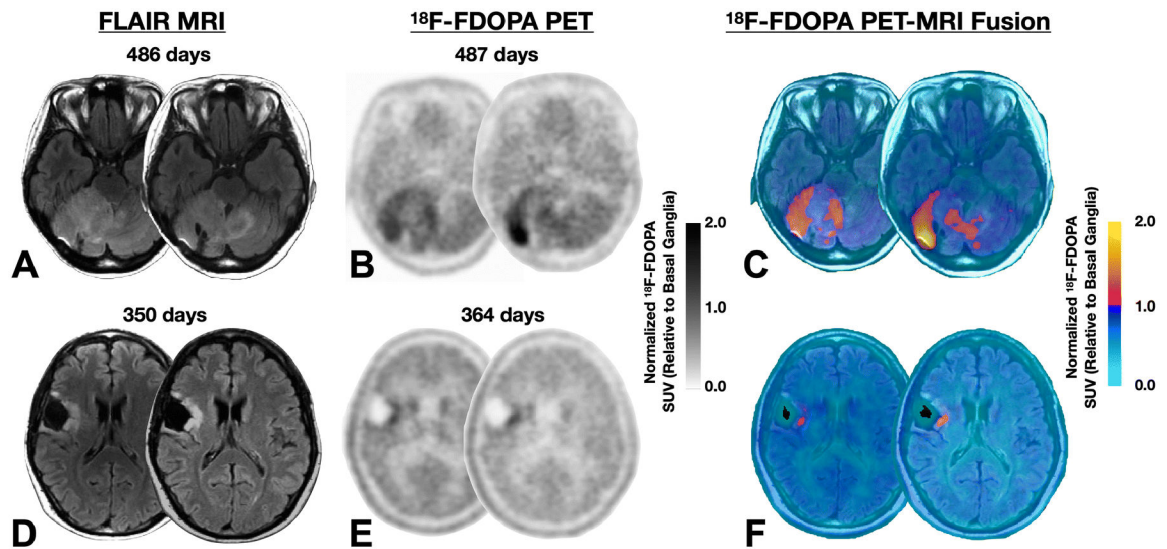 FLAIR MRI
¹⁸F-FDOPA PET
¹⁸F-FDOPA PET-MRI Fusion
486 days
487 days
A
B
C
Normalized ¹⁸F-FDOPA
SUV (Relative to Basal Ganglia)
2.0
1.0
0.0
Normalized ¹⁸F-FDOPA
SUV (Relative to Basal Ganglia)
2.0
1.0
0.0
350 days
364 days
D
E
F